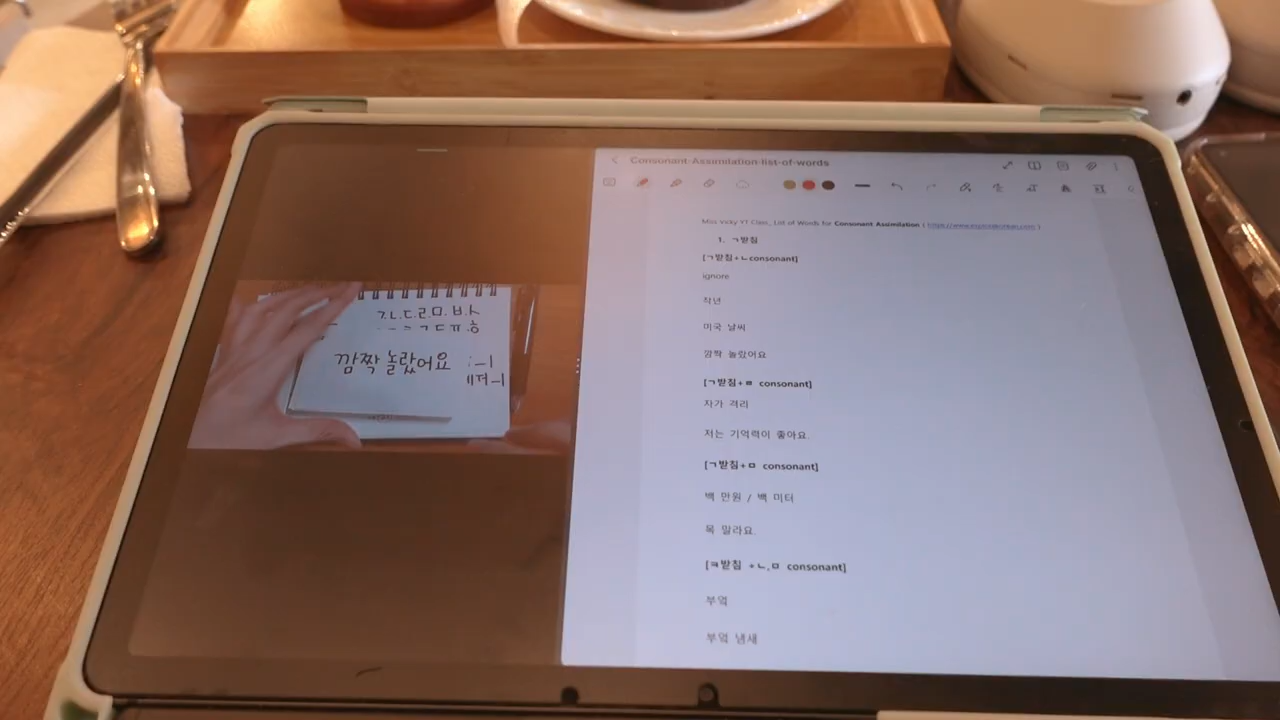 깜짝 놀랐어요
Consonant-Assimilation-list-of-words
Miss Vicky YT Class_ List of Words for Consonant Assimilation (
1. ㄱ받침
[ㄱ받침+ㄴconsonant]
ignore
작년
미국 날씨
깜짝 놀랐어요
[ㄱ받침+ㄹ consonant]
자가 격리
저는 기억력이 좋아요.
[ㄱ받침+ㅁ consonant]
백 만원 / 백 미터
목 말라요.
[ㅋ받침 +ㄴ,ㅁ consonant]
부엌
부엌 냄새